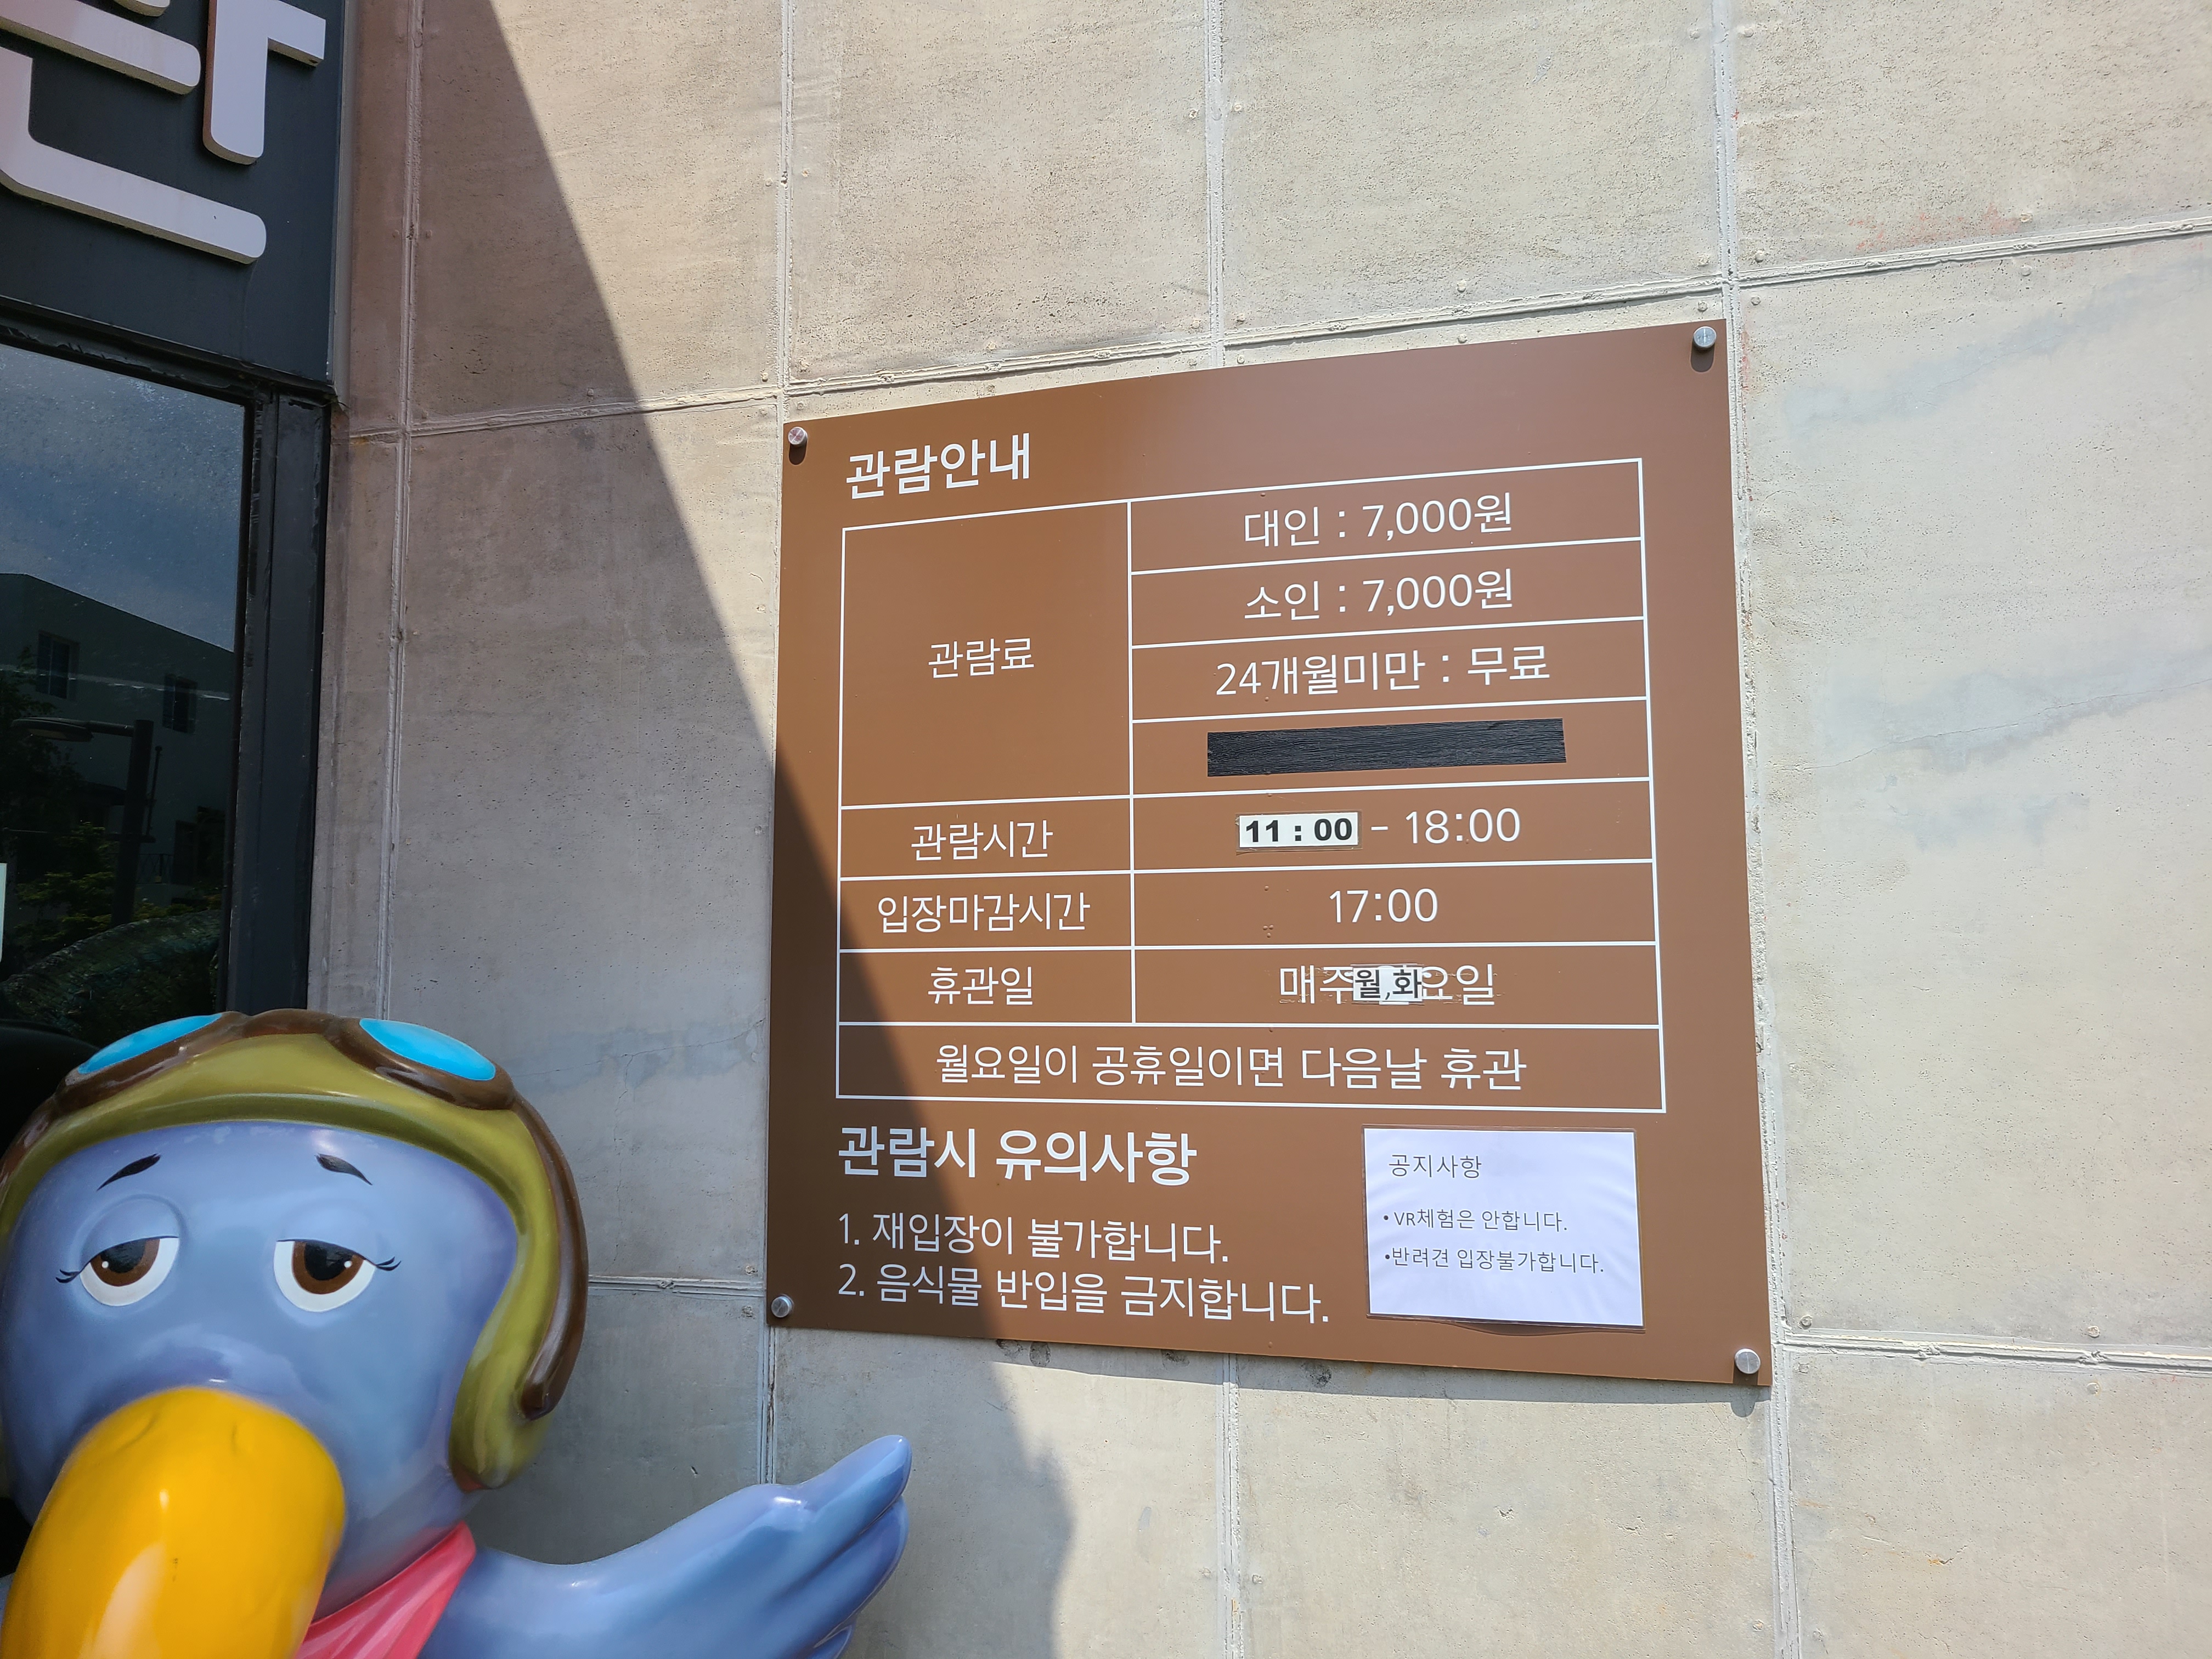 관람안내
관람료
대인 : 7,000원
소인 : 7,000원
24개월미만 : 무료
관람시간
11 : 00 - 18:00
입장마감시간
17:00
휴관일
매주월,화요일
월요일이 공휴일이면 다음날 휴관
관람시 유의사항
1. 재입장이 불가합니다.
2. 음식물 반입을 금지합니다.
공지사항
• VR체험은 안합니다.
•반려견 입장불가합니다.